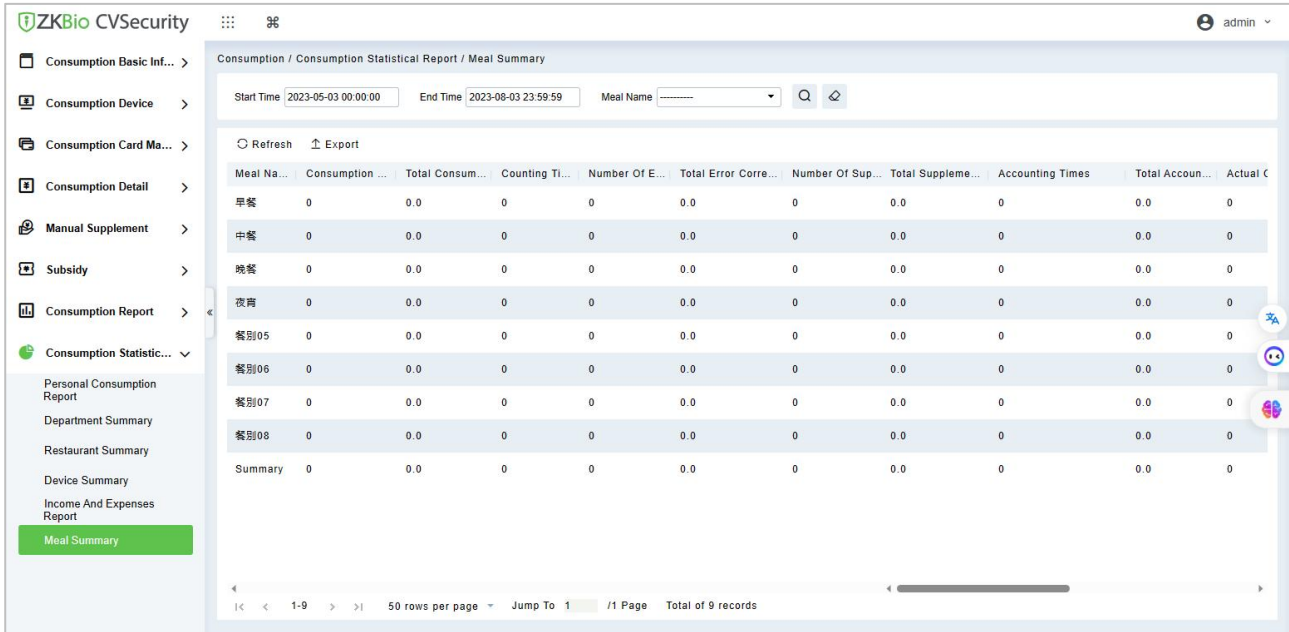 ZKBio CVSecurity
admin
Consumption Basic Inf...
Consumption Device
Consumption Card Ma...
Consumption Detail
Manual Supplement
Subsidy
Consumption Report
Consumption Statistic...
Personal Consumption
Report
Department Summary
Restaurant Summary
Device Summary
Income And Expenses
Report
Meal Summary
Consumption / Consumption Statistical Report / Meal Summary
Start Time 2023-05-03 00:00:00 End Time 2023-08-03 23:59:59 Meal Name ----------
Refresh Export
Meal Na... Consumption ... Total Consum... Counting Ti... Number Of E... Total Error Corre... Number Of Sup... Total Suppleme... Accounting Times Total Accoun... Actual C
早餐 0 0.0 0 0 0.0 0 0.0 0 0.0 0
中餐 0 0.0 0 0 0.0 0 0.0 0 0.0 0
晚餐 0 0.0 0 0 0.0 0 0.0 0 0.0 0
夜宵 0 0.0 0 0 0.0 0 0.0 0 0.0 0
餐别05 0 0.0 0 0 0.0 0 0.0 0 0.0 0
餐别06 0 0.0 0 0 0.0 0 0.0 0 0.0 0
餐别07 0 0.0 0 0 0.0 0 0.0 0 0.0 0
餐别08 0 0.0 0 0 0.0 0 0.0 0 0.0 0
Summary 0 0.0 0 0 0.0 0 0.0 0 0.0 0
1-9 50 rows per page Jump To 1 /1 Page Total of 9 records